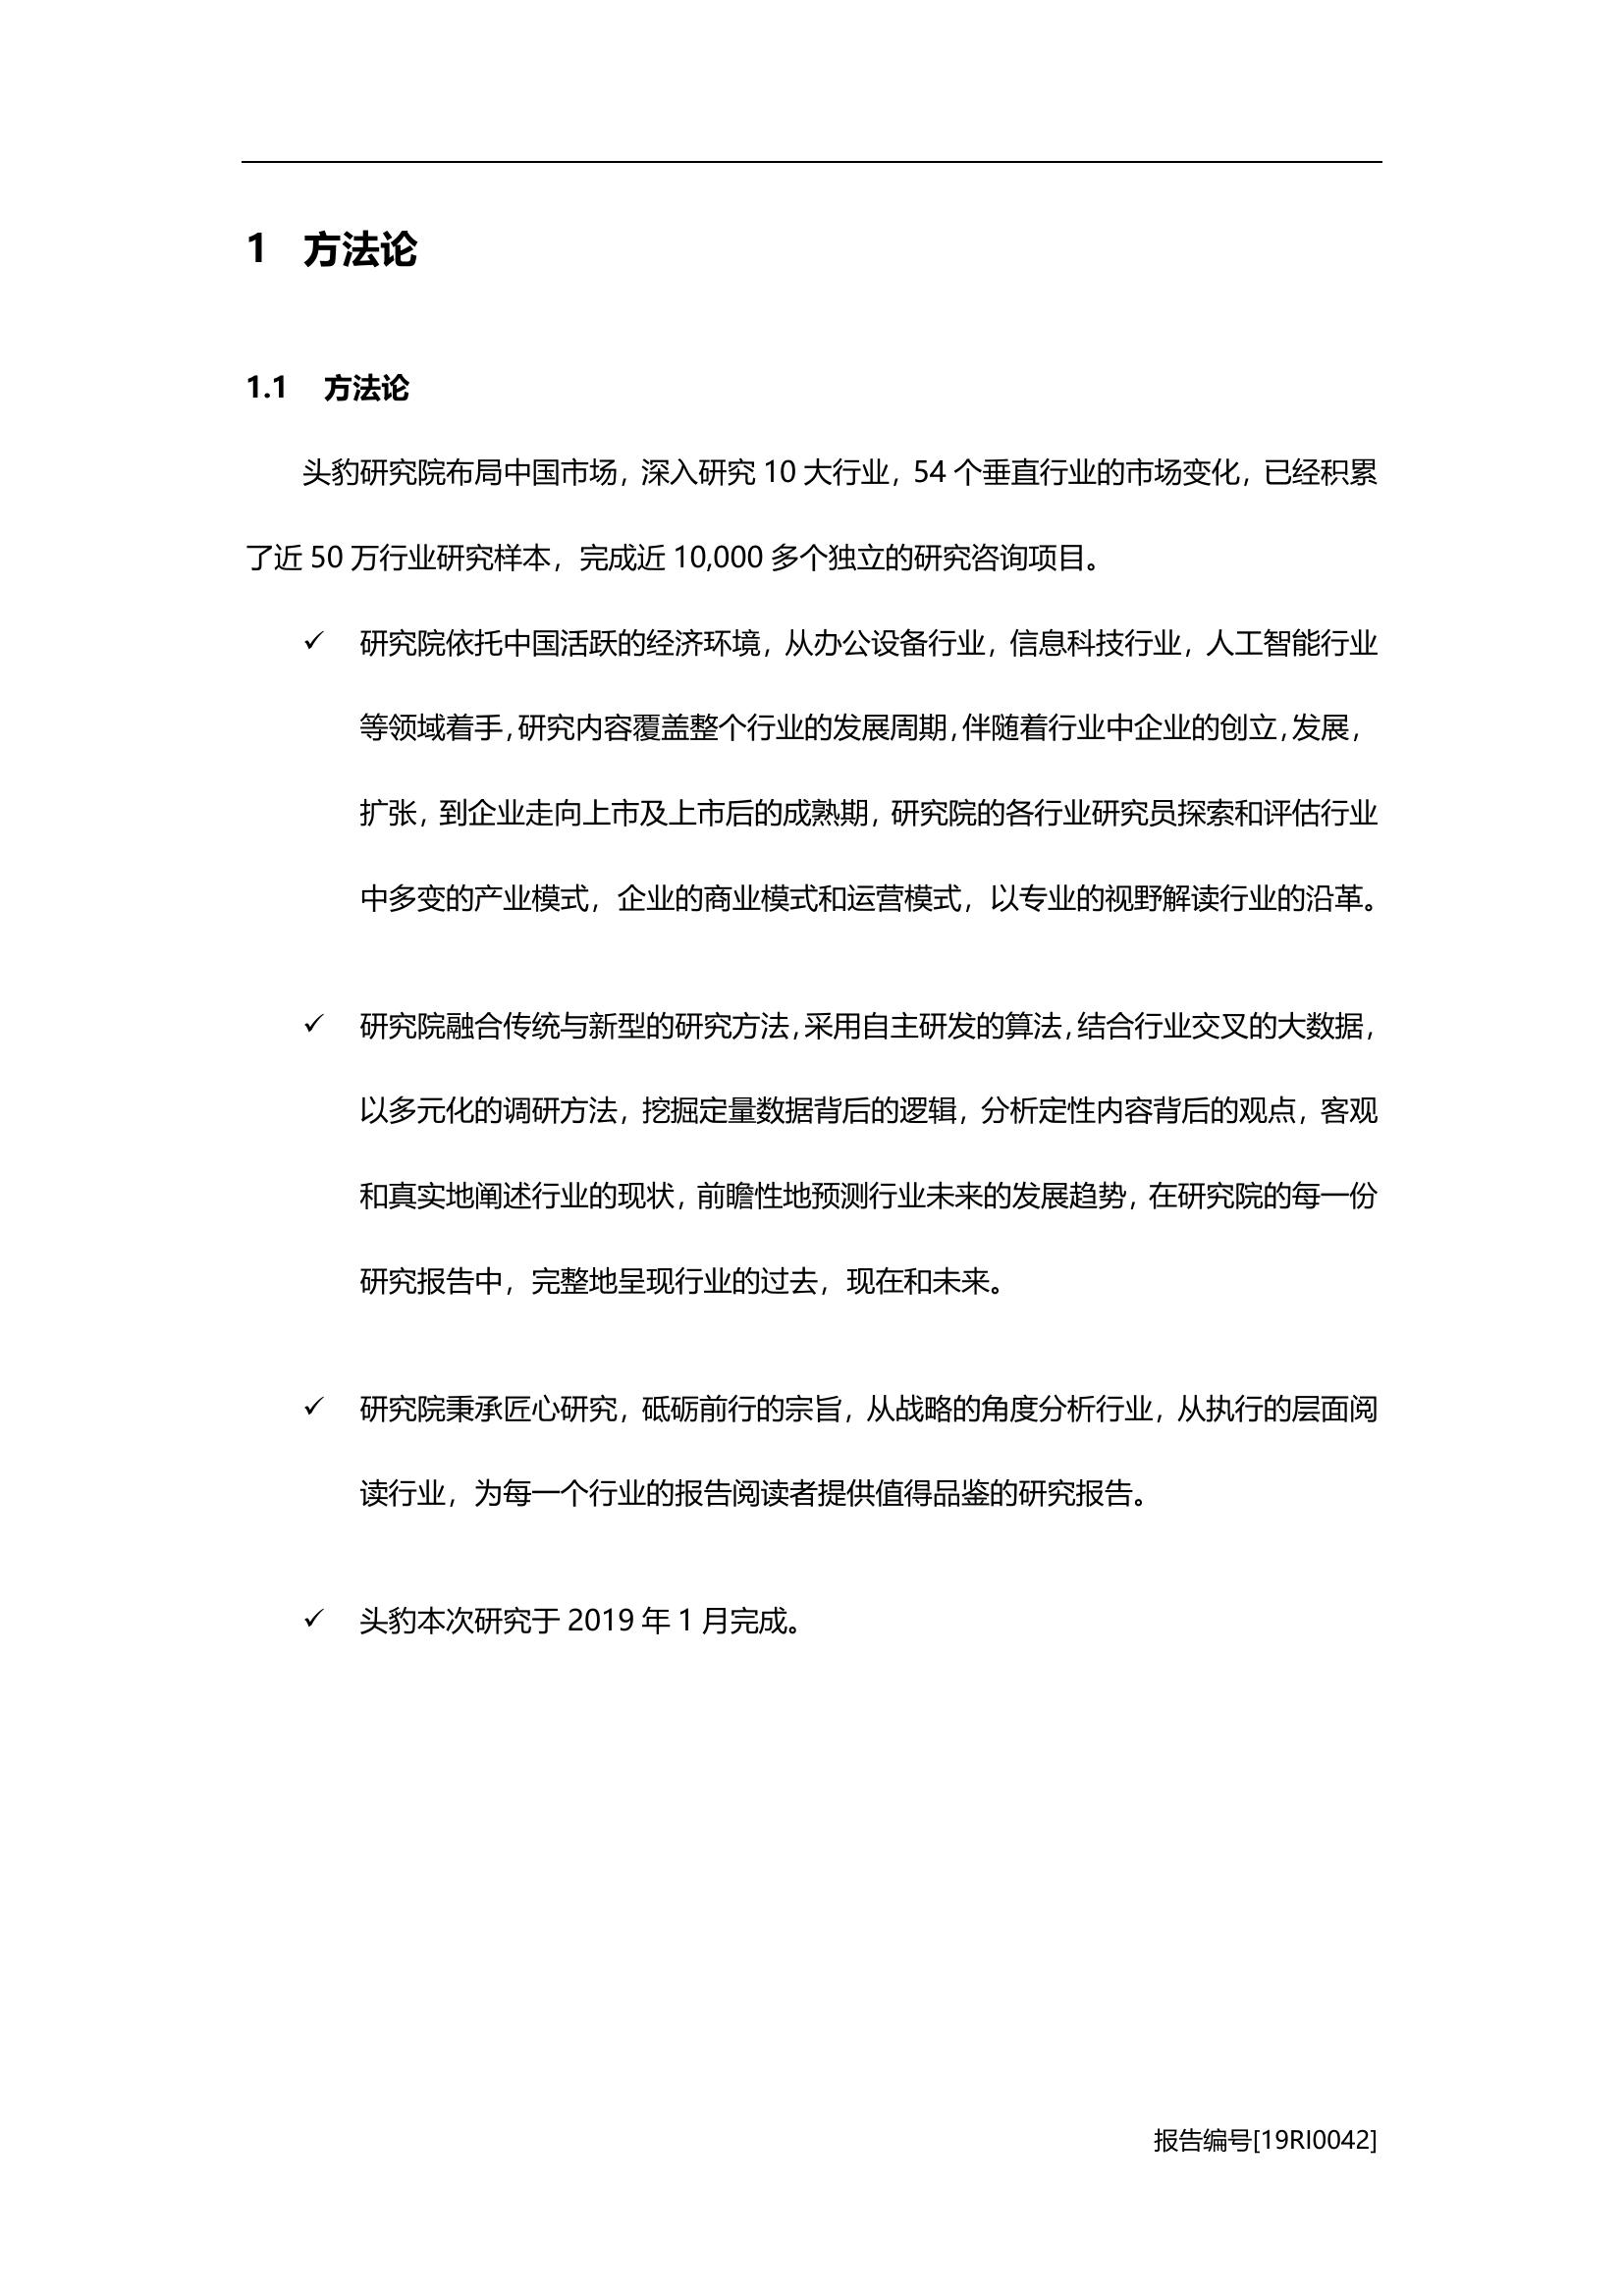 1 方法论
1.1 方法论
头豹研究院布局中国市场，深入研究 10 大行业，54 个垂直行业的市场变化，已经积累
了近 50 万行业研究样本，完成近 10,000 多个独立的研究咨询项目。
✓ 研究院依托中国活跃的经济环境，从办公设备行业，信息科技行业，人工智能行业
等领域着手，研究内容覆盖整个行业的发展周期，伴随着行业中企业的创立，发展，
扩张，到企业走向上市及上市后的成熟期，研究院的各行业研究员探索和评估行业
中多变的产业模式，企业的商业模式和运营模式，以专业的视野解读行业的沿革。
✓ 研究院融合传统与新型的研究方法，采用自主研发的算法，结合行业交叉的大数据，
以多元化的调研方法，挖掘定量数据背后的逻辑，分析定性内容背后的观点，客观
和真实地阐述行业的现状，前瞻性地预测行业未来的发展趋势，在研究院的每一份
研究报告中，完整地呈现行业的过去，现在和未来。
✓ 研究院秉承匠心研究，砥砺前行的宗旨，从战略的角度分析行业，从执行的层面阅
读行业，为每一个行业的报告阅读者提供值得品鉴的研究报告。
✓ 头豹本次研究于 2019 年 1 月完成。
报告编号[19RI0042]